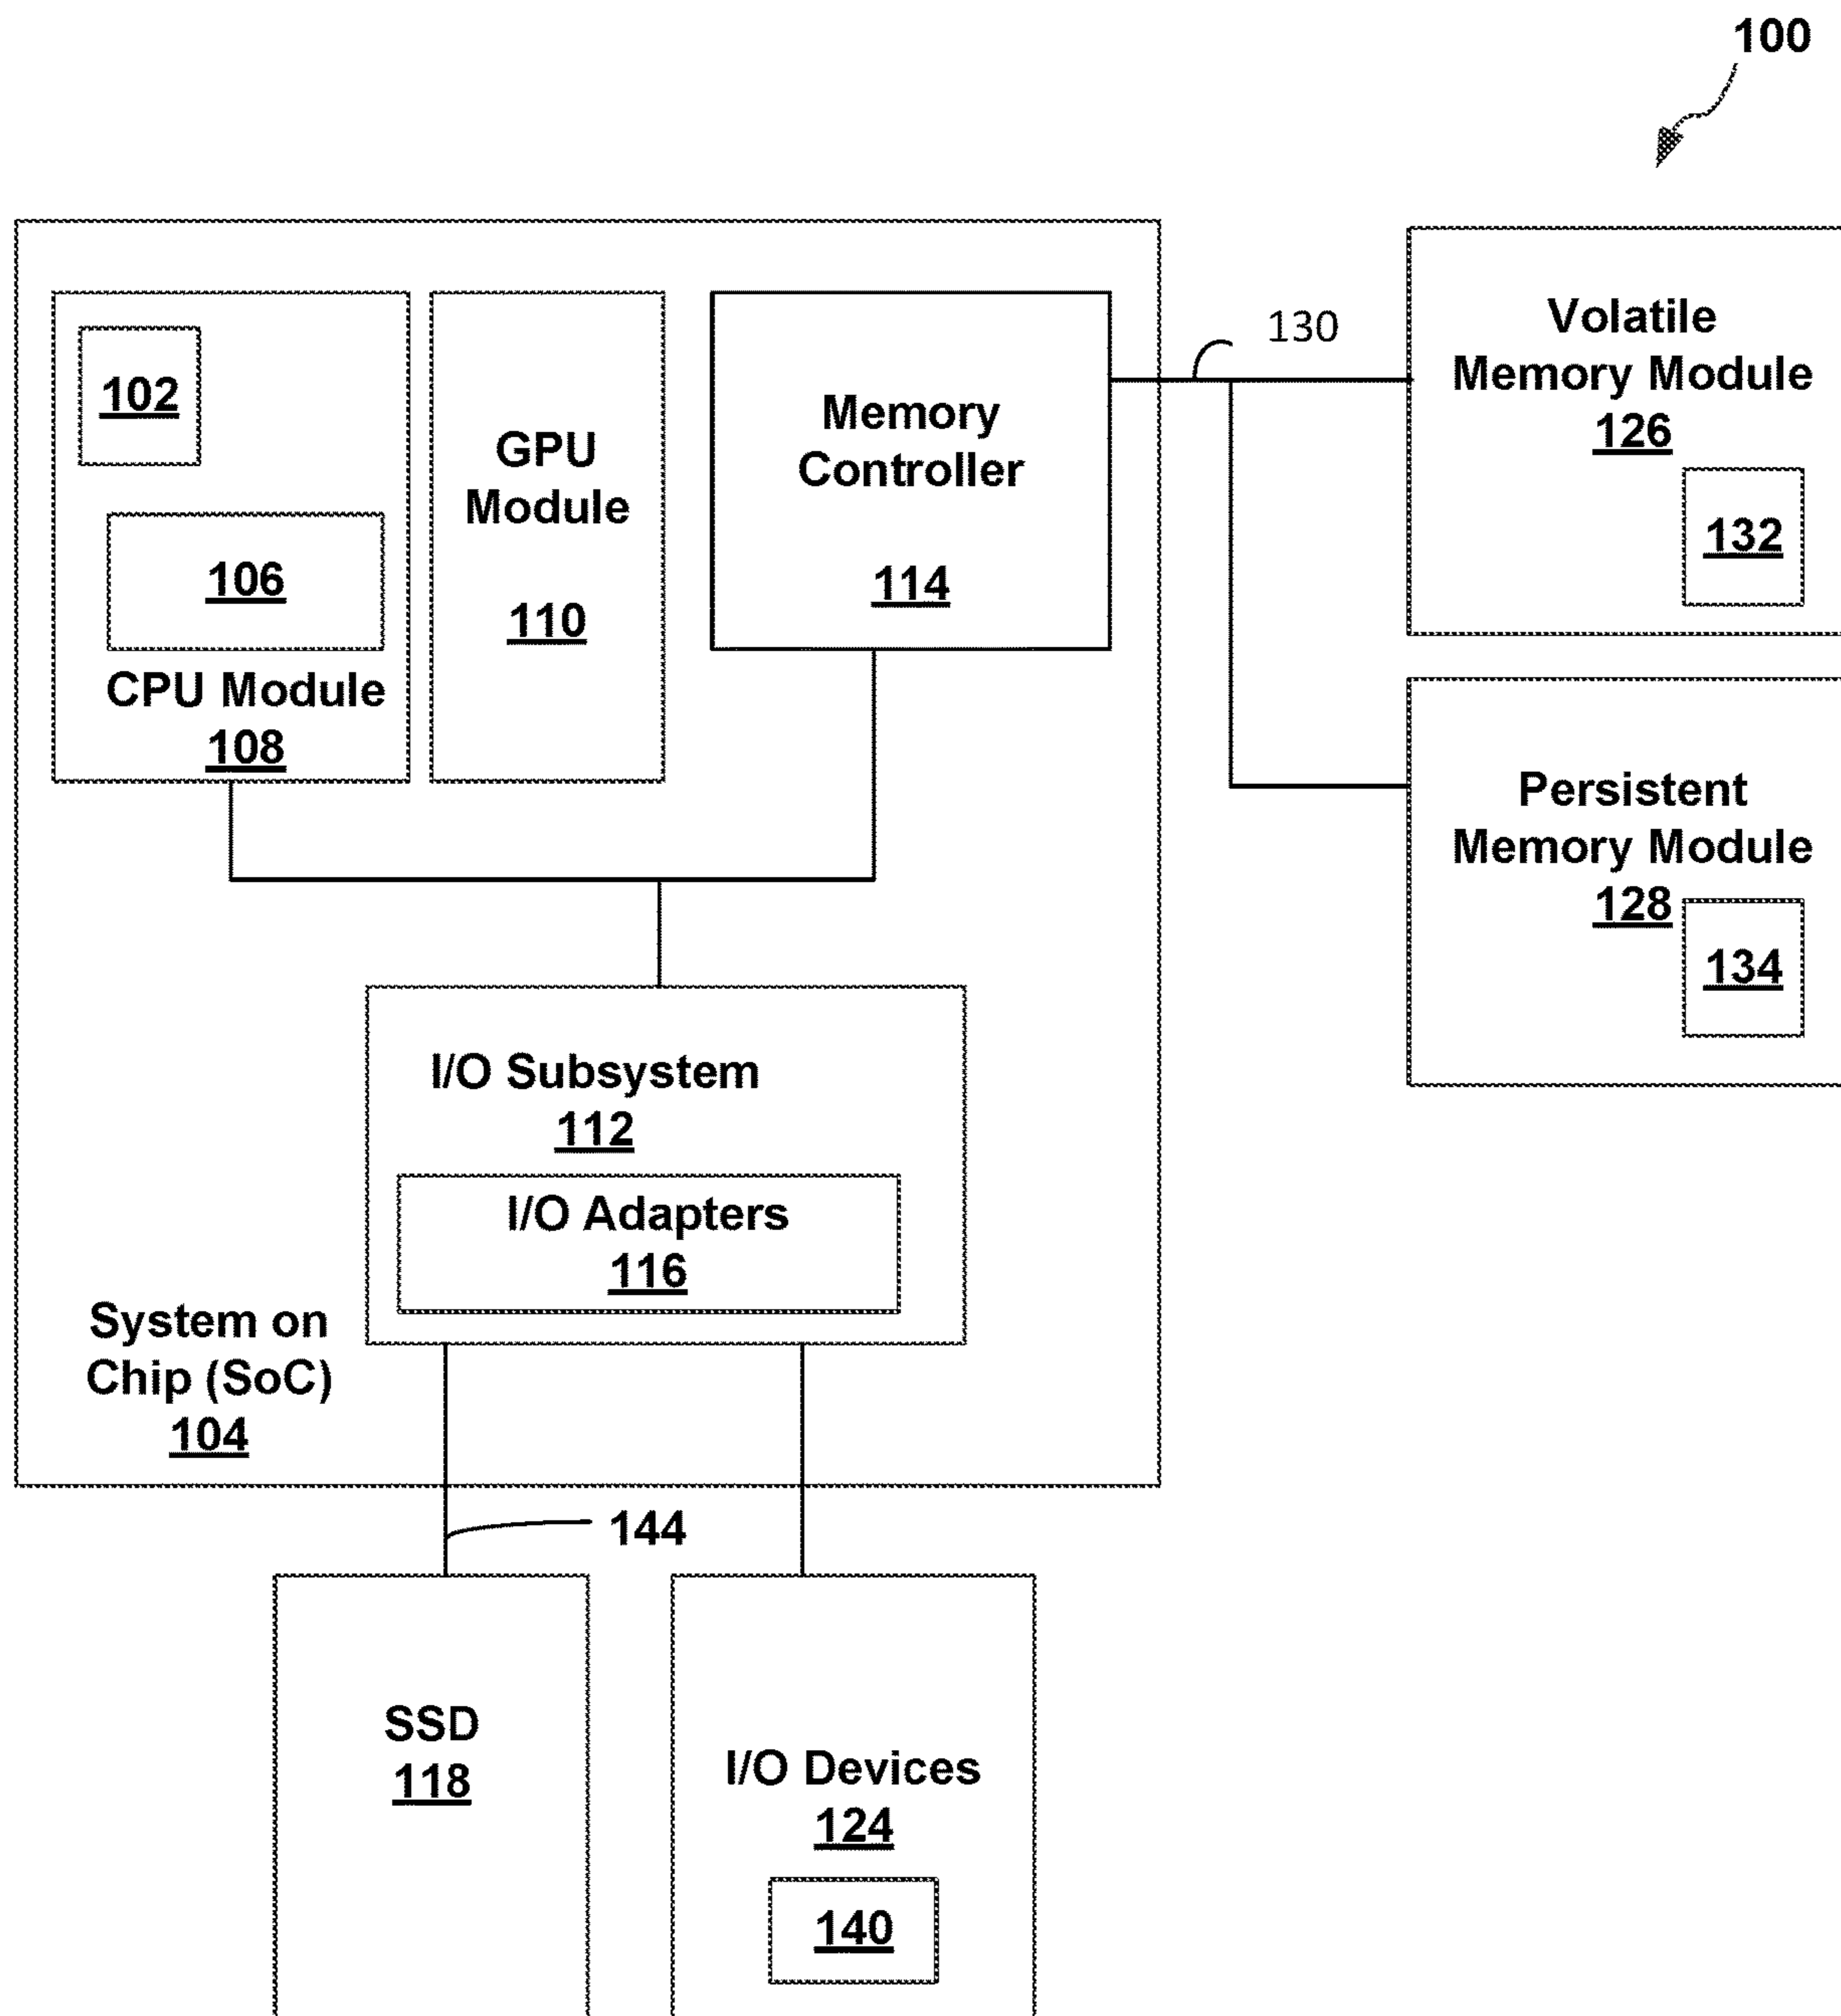 100
102
106
CPU Module
108
GPU
Module
110
Memory
Controller
114
130
Volatile
Memory Module
126
132
Persistent
Memory Module
128
134
I/O Subsystem
112
I/O Adapters
116
System on
Chip (SoC)
104
144
SSD
118
I/O Devices
124
140